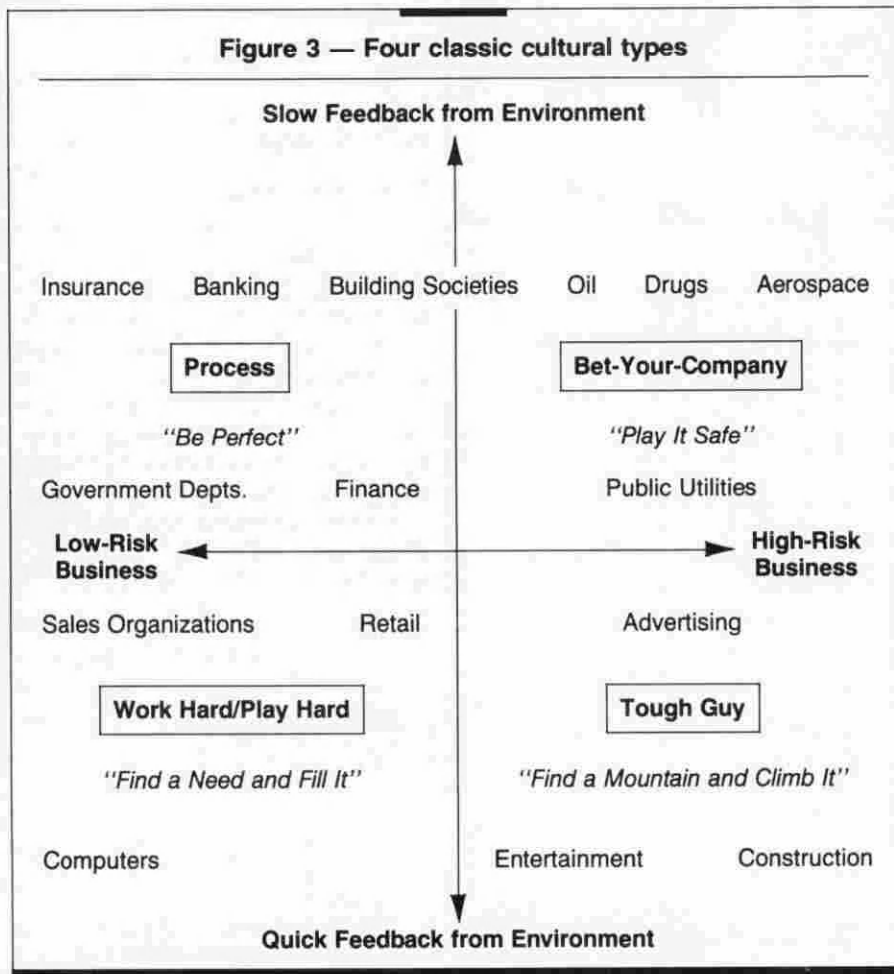 Figure 3 — Four classic cultural types
Slow Feedback from Environment
Insurance Banking Building Societies Oil Drugs Aerospace
Process Bet-Your-Company
"Be Perfect" "Play It Safe"
Government Depts. Finance Public Utilities
Low-Risk Business High-Risk Business
Sales Organizations Retail Advertising
Work Hard/Play Hard Tough Guy
"Find a Need and Fill It" "Find a Mountain and Climb It"
Computers Entertainment Construction
Quick Feedback from Environment